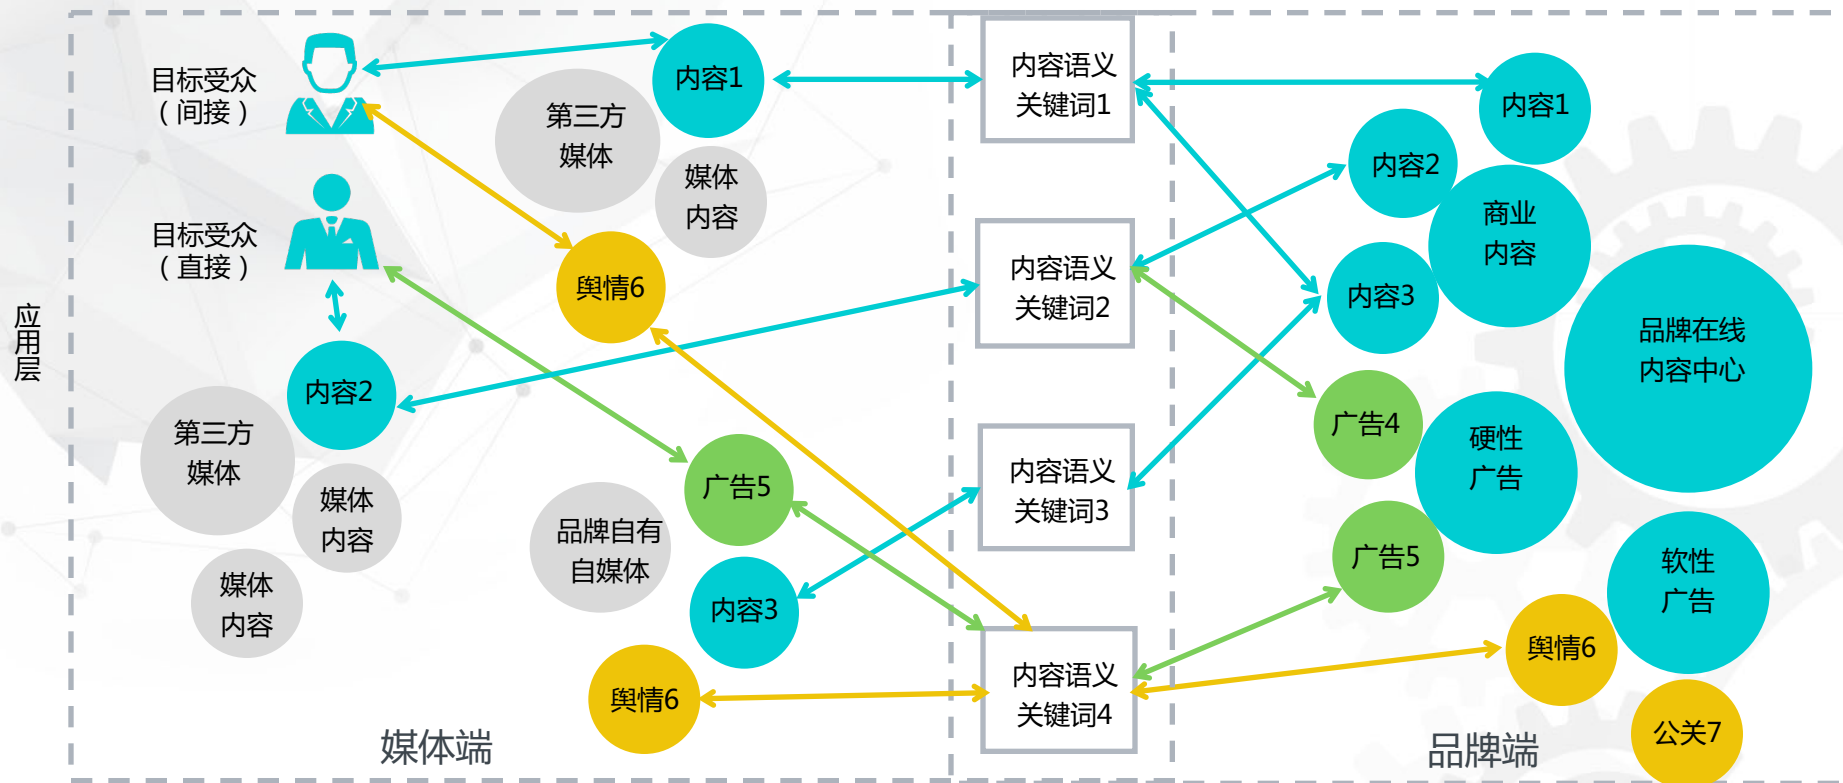 应用层
目标受众
（间接）
目标受众
（直接）
内容1
第三方
媒体
媒体
内容
舆情6
内容2
第三方
媒体
媒体
内容
媒体
内容
广告5
品牌自有
自媒体
内容3
舆情6
媒体端
内容语义
关键词1
内容语义
关键词2
内容语义
关键词3
内容语义
关键词4
内容1
内容2
商业
内容
内容3
品牌在线
内容中心
广告4
硬性
广告
广告5
软性
广告
舆情6
公关7
品牌端